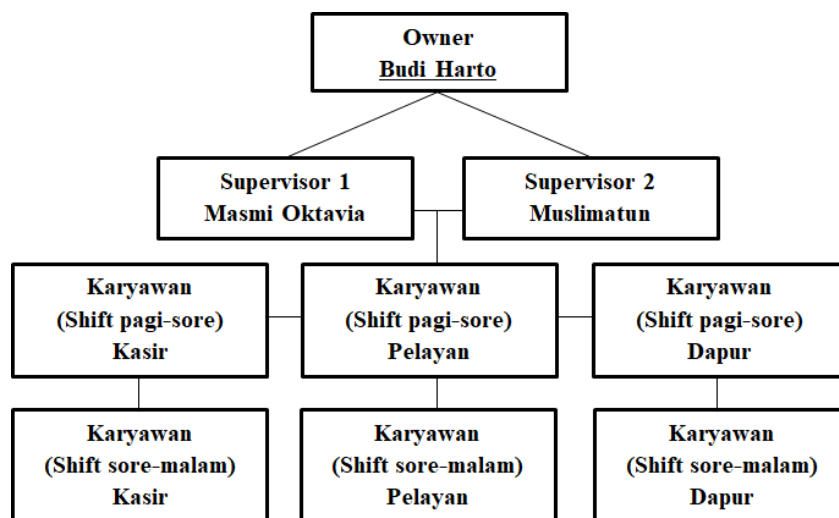 Owner
Budi Harto
Supervisor 1
Masmi Oktavia
Supervisor 2
Muslimatun
Karyawan
(Shift pagi-sore)
Kasir
Karyawan
(Shift pagi-sore)
Pelayan
Karyawan
(Shift pagi-sore)
Dapur
Karyawan
(Shift sore-malam)
Kasir
Karyawan
(Shift sore-malam)
Pelayan
Karyawan
(Shift sore-malam)
Dapur